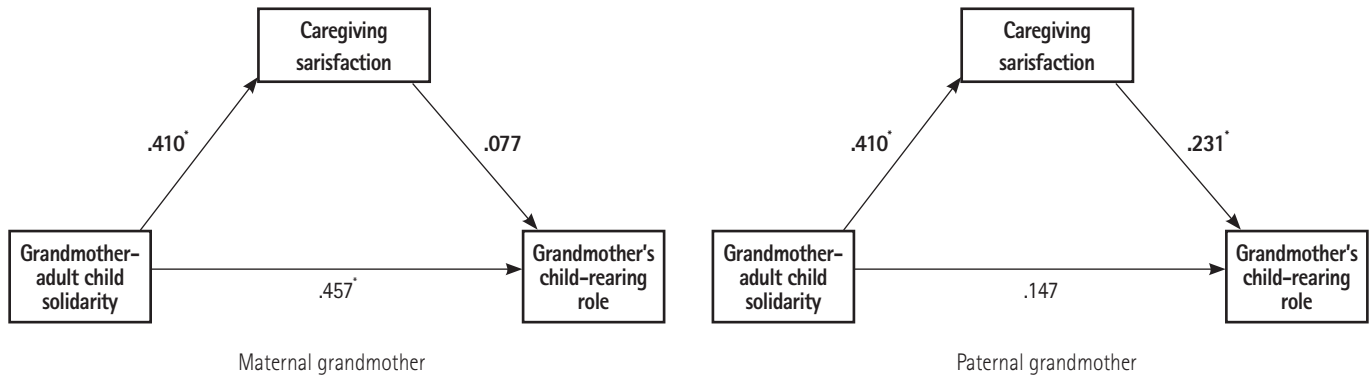 Caregiving
sarisfaction
.410*
.077
Grandmother-
adult child
solidarity
.457*
Grandmother's
child-rearing
role
Maternal grandmother
Caregiving
sarisfaction
.410*
.231*
Grandmother-
adult child
solidarity
.147
Grandmother's
child-rearing
role
Paternal grandmother